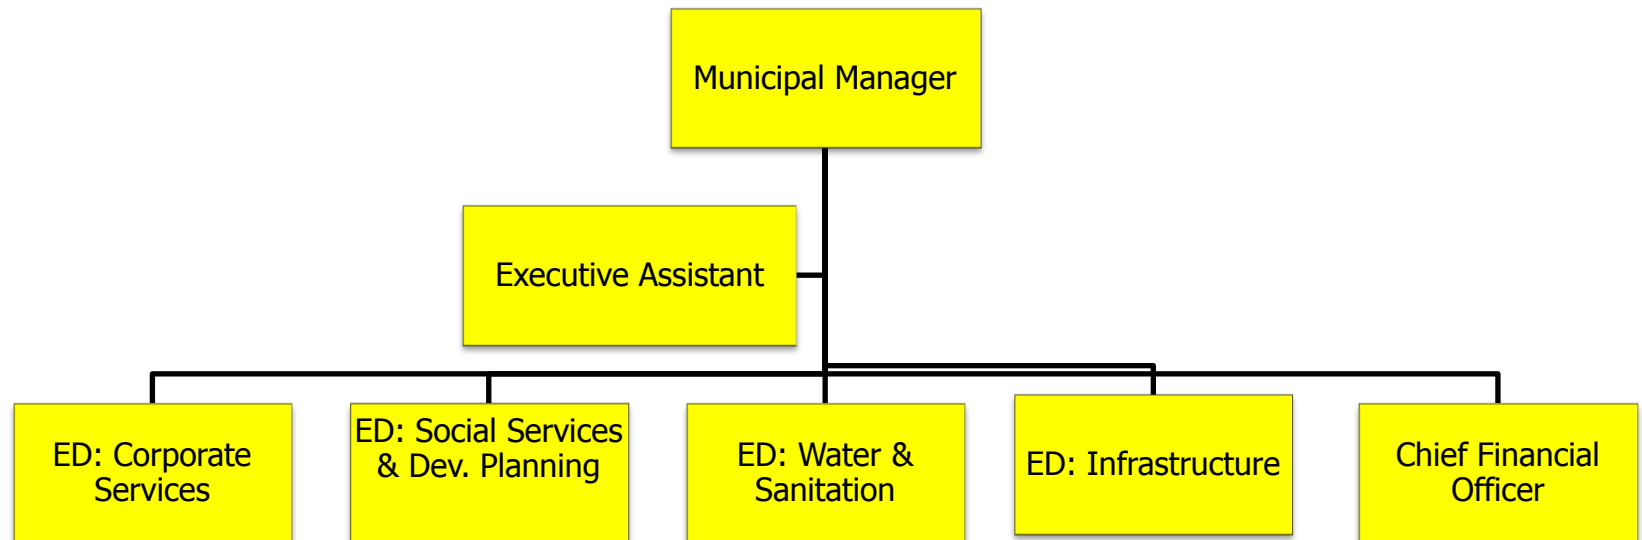 Municipal Manager
Executive Assistant
ED: Corporate
Services
ED: Social Services
& Dev. Planning
ED: Water &
Sanitation
ED: Infrastructure
Chief Financial
Officer